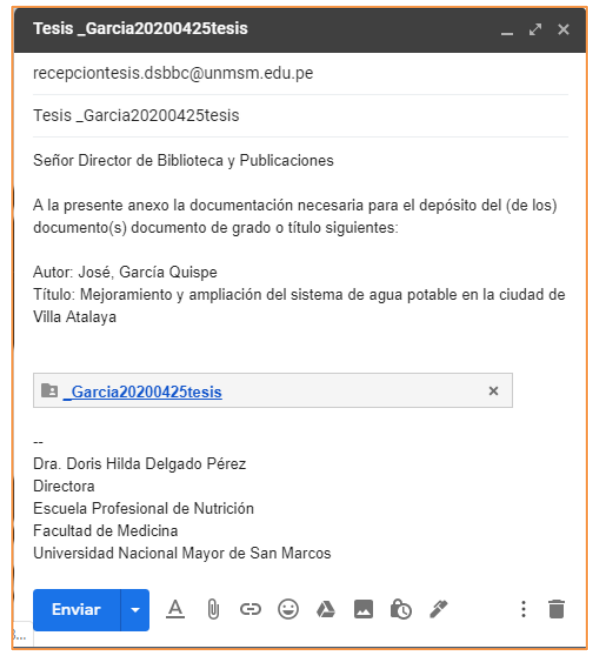 Tesis _Garcia20200425tesis
recepciontesis.dsbbc@unmsm.edu.pe
Tesis _Garcia20200425tesis
Señor Director de Biblioteca y Publicaciones
A la presente anexo la documentación necesaria para el depósito del (de los)
documento(s) documento de grado o título siguientes:
Autor: José, García Quispe
Título: Mejoramiento y ampliación del sistema de agua potable en la ciudad de
Villa Atalaya
_Garcia20200425tesis
--
Dra. Doris Hilda Delgado Pérez
Directora
Escuela Profesional de Nutrición
Facultad de Medicina
Universidad Nacional Mayor de San Marcos
Enviar